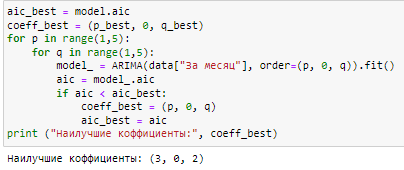 aic_best = model.aic
coeff_best = (p_best, 0, q_best)
for p in range(1,5):
    for q in range(1,5):
        model_ = ARIMA(data["За месяц"], order=(p, 0, q)).fit()
        aic = model_.aic
        if aic < aic_best:
            coeff_best = (p, 0, q)
            aic_best = aic
print ("Наилучшие коффициенты:", coeff_best)
Наилучшие коффициенты: (3, 0, 2)